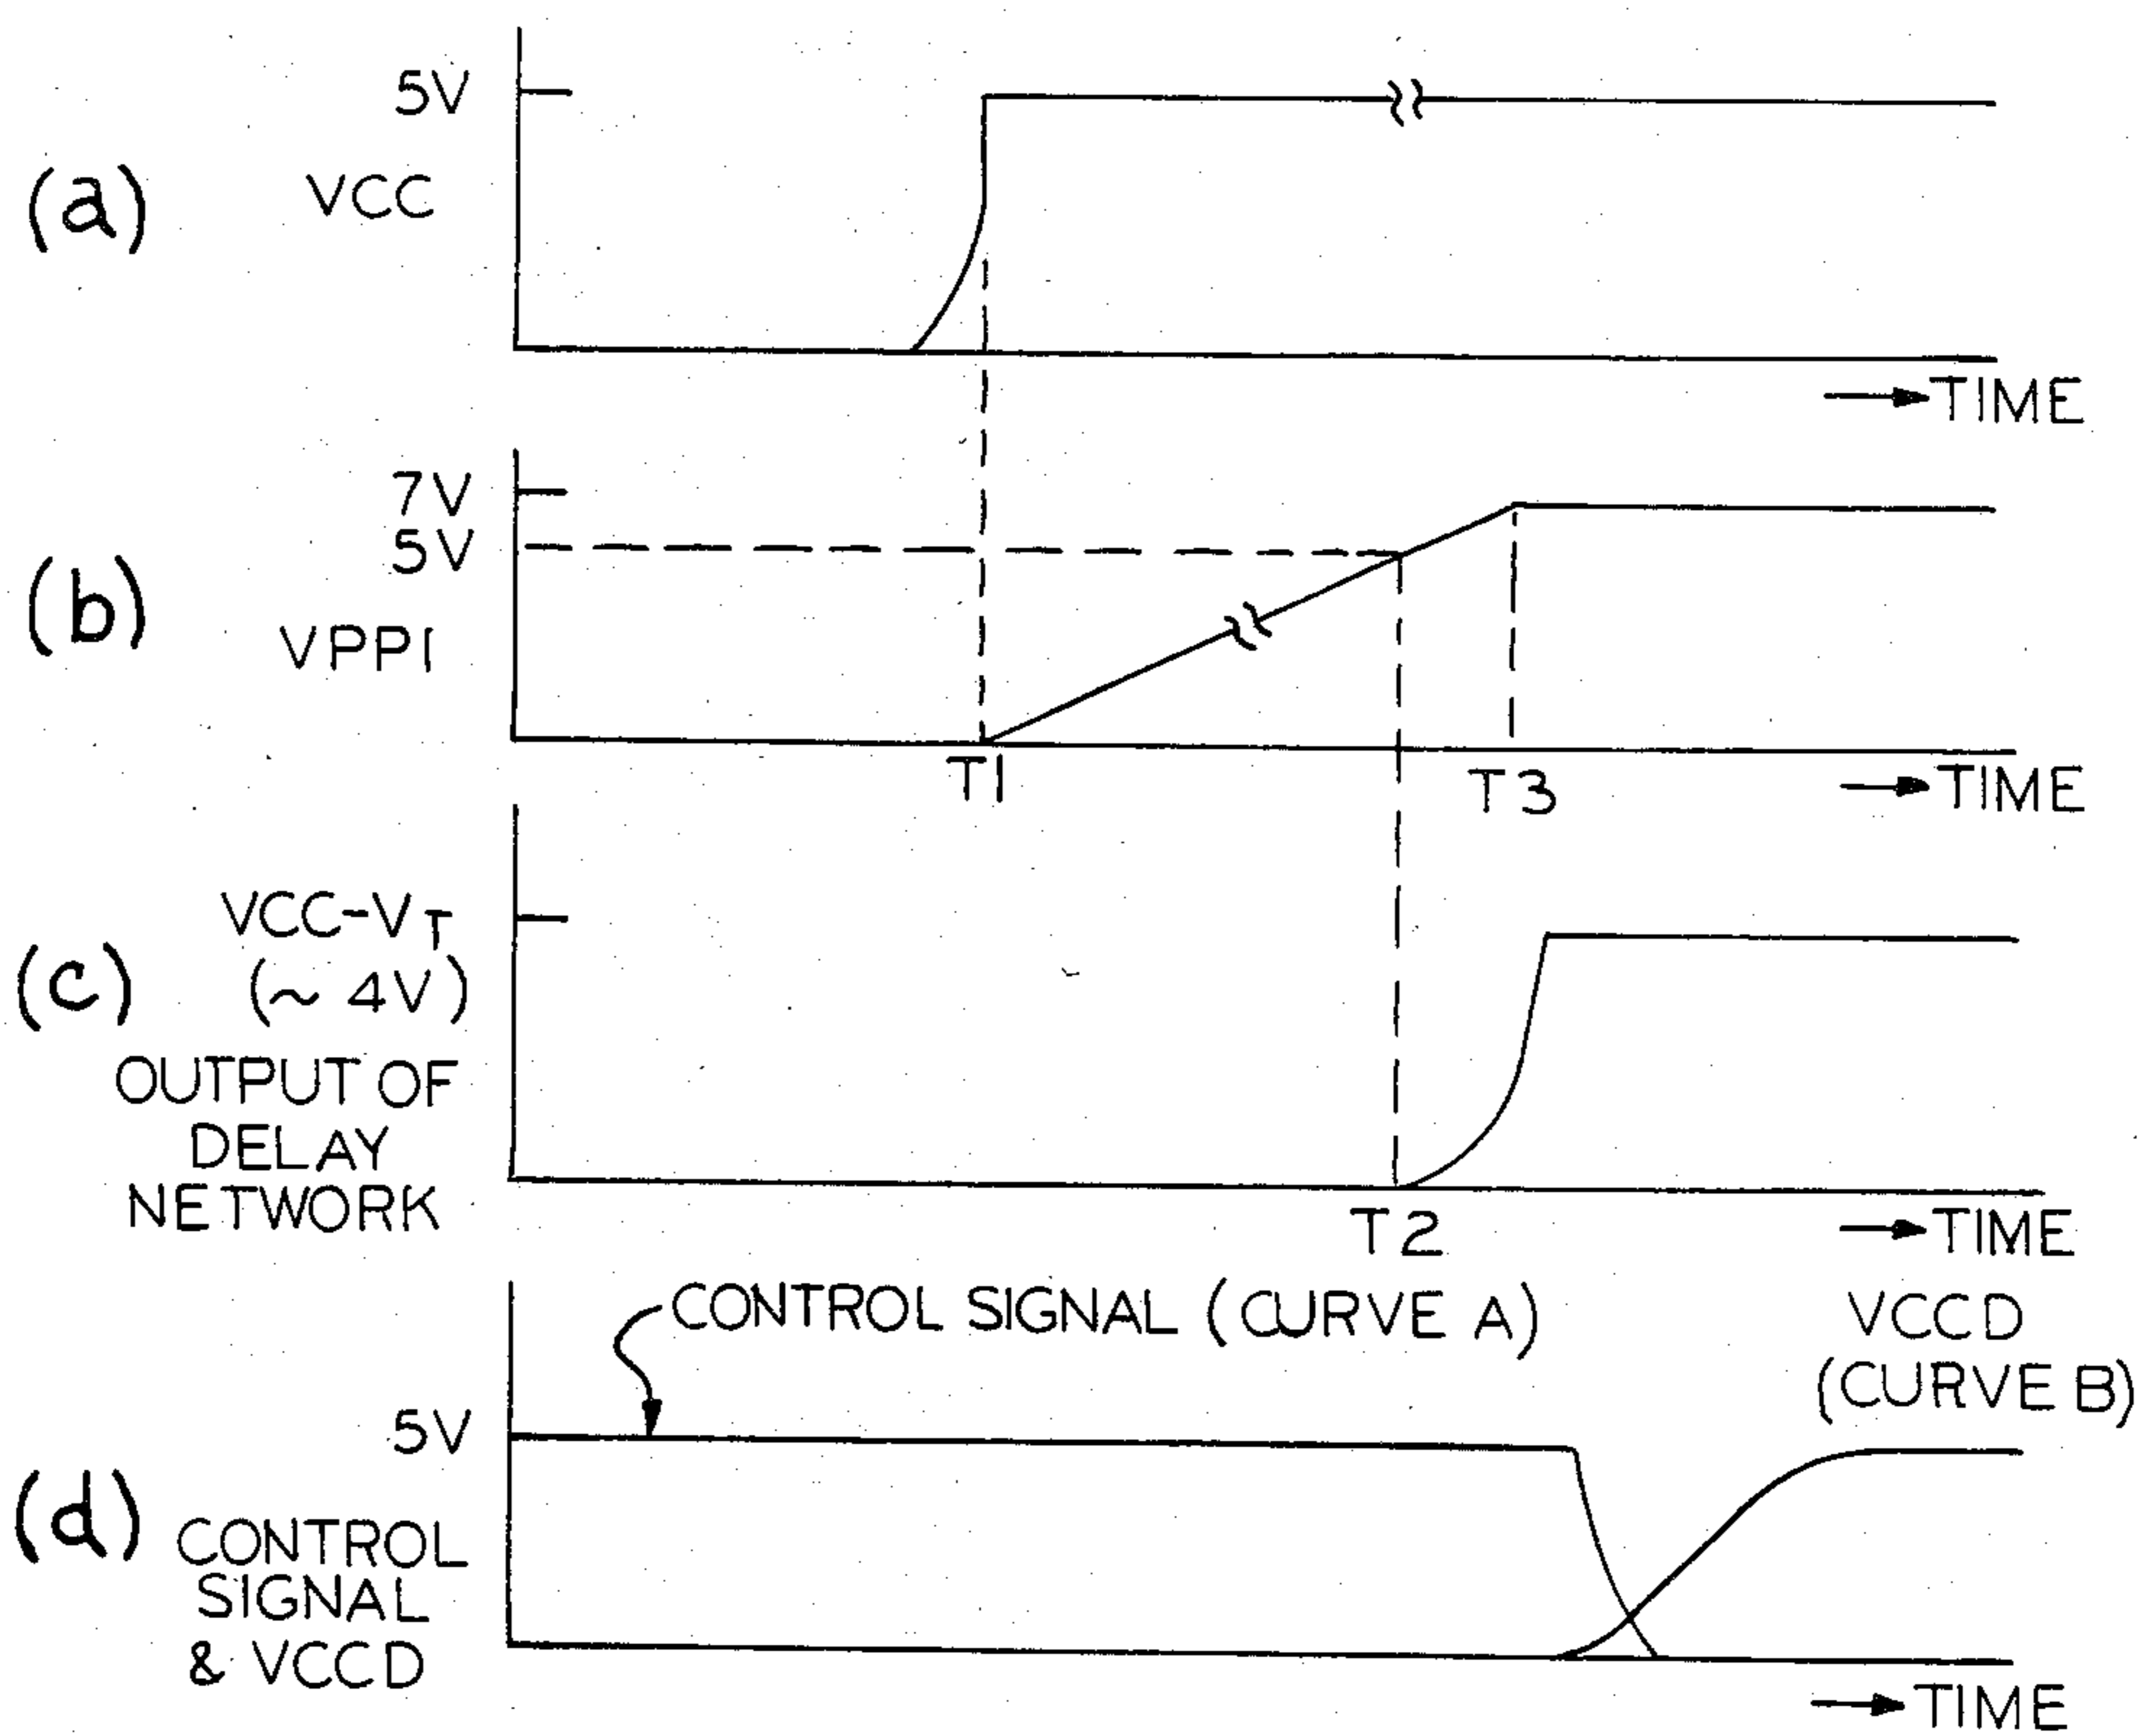 5V
(a)
VCC
TIME
7V
5V
(b)
VPPI
T1
T3
TIME
VCC-VT
(c)
(~ 4V)
OUTPUT OF
DELAY
NETWORK
T2
TIME
CONTROL SIGNAL (CURVE A)
VCCD
(CURVE B)
5V
(d)
CONTROL
SIGNAL
& VCCD
TIME